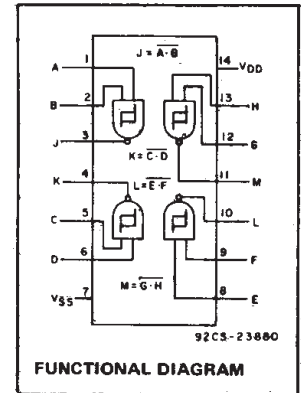 J = A·B
A 1
14 VDD
B 2
13 H
J 3
12 G
K = C·D
K 4
11 M
L = E·F
C 5
10 L
D 6
9 F
M = G·H
VSS 7
8 E
92CS-23880
FUNCTIONAL DIAGRAM